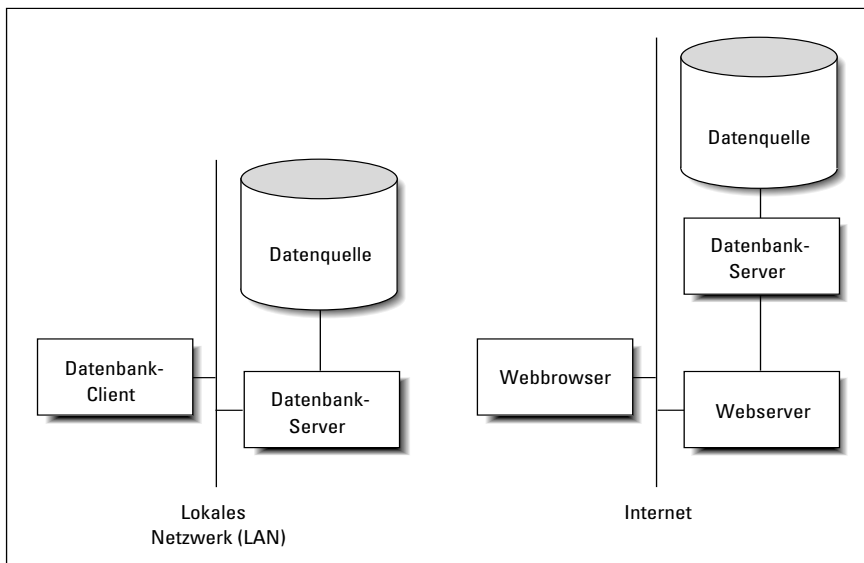 Datenquelle
Datenbank-
Client
Datenbank-
Server
Lokales
Netzwerk (LAN)
Datenquelle
Datenbank-
Server
Webbrowser
Webserver
Internet